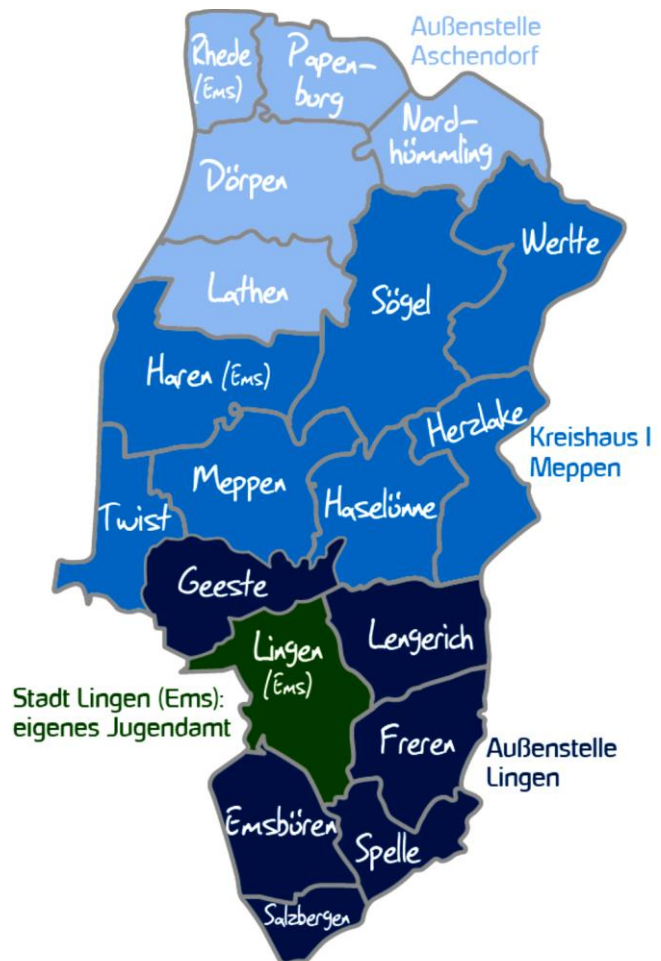 Außenstelle
Aschendorf
Rhede
(Ems)
Papen-
burg
Nord-
hümmling
Dörpen
Werlte
Lathen
Sögel
Haren (Ems)
Herzlake
Kreishaus I
Meppen
Meppen
Haselünne
Twist
Geeste
Lingen
(Ems)
Lengerich
Stadt Lingen (Ems):
eigenes Jugendamt
Freren
Außenstelle
Lingen
Emsbüren
Spelle
Salzbergen